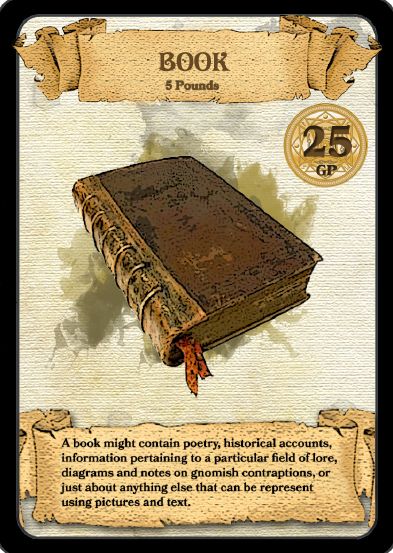 BOOK
5 Pounds
25
GP
A book might contain poetry, historical accounts,
information pertaining to a particular field of lore,
diagrams and notes on gnomish contraptions, or
just about anything else that can be represent
using pictures and text.